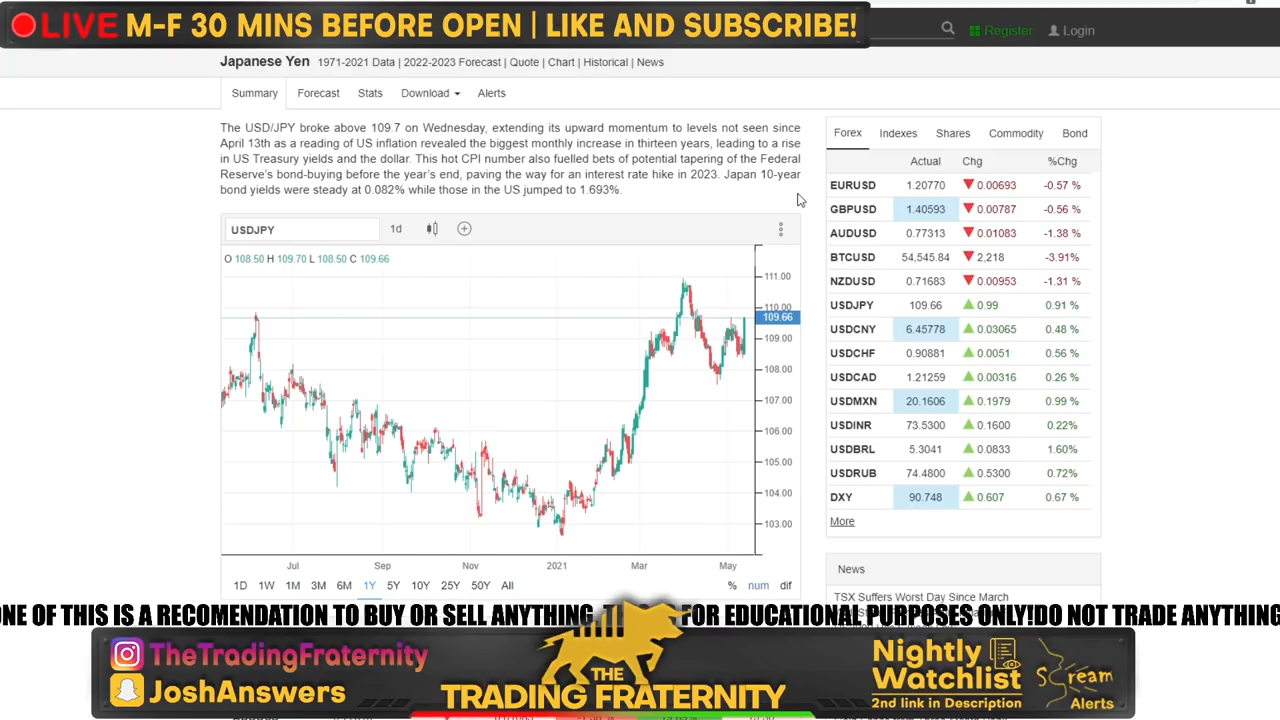 LIVE M-F 30 MINS BEFORE OPEN | LIKE AND SUBSCRIBE!
Register Login
Japanese Yen 1971-2021 Data | 2022-2023 Forecast | Quote | Chart | Historical | News
Summary Forecast Stats Download Alerts
The USD/JPY broke above 109.7 on Wednesday, extending its upward momentum to levels not seen since
April 13th as a reading of US inflation revealed the biggest monthly increase in thirteen years, leading to a rise
in US Treasury yields and the dollar. This hot CPI number also fuelled bets of potential tapering of the Federal
Reserve's bond-buying before the year's end, paving the way for an interest rate hike in 2023. Japan 10-year
bond yields were steady at 0.082% while those in the US jumped to 1.693%.
USDJPY 1d
O 108.50 H 109.70 L 108.50 C 109.66
111.00
110.00
109.66
109.00
108.00
107.00
106.00
105.00
104.00
103.00
Jul Sep Nov 2021 Mar May
1D 1W 1M 3M 6M 1Y 5Y 10Y 25Y 50Y All % num dif
Forex Indexes Shares Commodity Bond
Actual Chg %Chg
EURUSD 1.20770 0.00693 -0.57 %
GBPUSD 1.40593 0.00787 -0.56 %
AUDUSD 0.77313 0.01083 -1.38 %
BTCUSD 54,545.84 2,218 -3.91%
NZDUSD 0.71683 0.00953 -1.31 %
USDJPY 109.66 0.99 0.91 %
USDCNY 6.45778 0.03065 0.48 %
USDCHF 0.90881 0.0051 0.56 %
USDCAD 1.21259 0.00316 0.26 %
USDMXN 20.1606 0.1979 0.99 %
USDINR 73.5300 0.1600 0.22%
USDBRL 5.3041 0.0833 1.60%
USDRUB 74.4800 0.5300 0.72%
DXY 90.748 0.607 0.67 %
More
News
TSX Suffers Worst Day Since March
ONE OF THIS IS A RECOMENDATION TO BUY OR SELL ANYTHING FOR EDUCATIONAL PURPOSES ONLY!DO NOT TRADE ANYTHING
TheTradingFraternity
JoshAnswers
THE
TRADING FRATERNITY
Nightly
Watchlist
2nd link in Description
Scream
Alerts